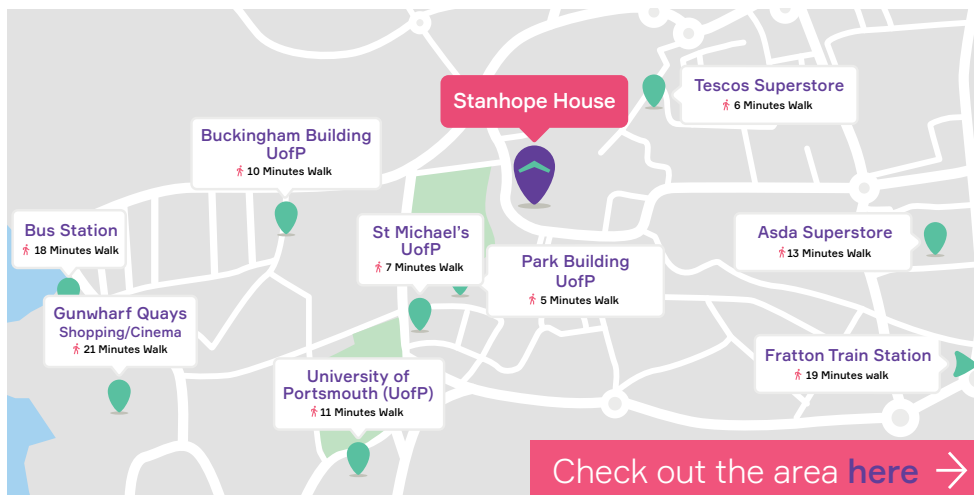 Stanhope House
Tescos Superstore
6 Minutes Walk
Buckingham Building
UofP
10 Minutes Walk
Bus Station
18 Minutes Walk
St Michael's
UofP
7 Minutes Walk
Park Building
UofP
5 Minutes Walk
Asda Superstore
13 Minutes Walk
Gunwharf Quays
Shopping/Cinema
21 Minutes Walk
Fratton Train Station
19 Minutes walk
University of
Portsmouth (UofP)
11 Minutes Walk
Check out the area here